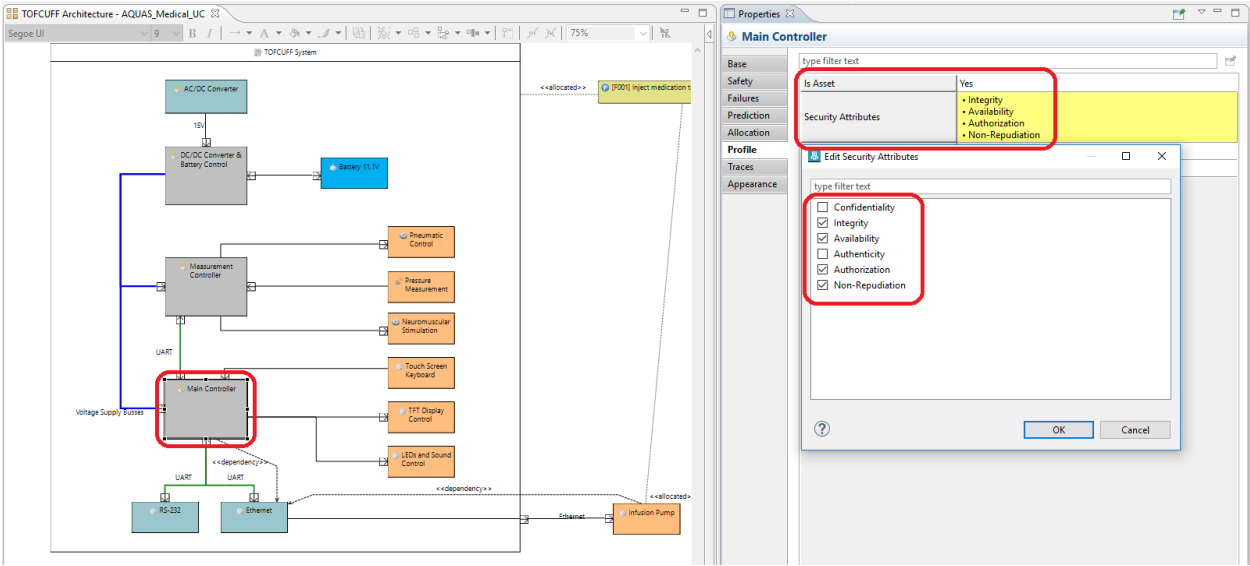 TOFCUFF Architecture - AQUAS_Medical_UC
Segoe UI
9
B
I
A
75%
TOFCUFF System
AC/DC Converter
<<allocated>>
[F001] Inject medication t
15V
DC/DC Converter &
Battery Control
Battery 11.1V
Pneumatic
Control
Measurement
Controller
Pressure
Measurement
Neuromuscular
Stimulation
UART
Touch Screen
Keyboard
Main Controller
Voltage Supply Busses
TFT Display
Control
LEDs and Sound
Control
<<dependency>>
UART
UART
<<dependency>>
<<allocated>
RS-232
Ethernet
Ethernet
Infusion Pump
Properties
Main Controller
Base
Safety
Failures
Prediction
Allocation
Profile
Traces
Appearance
type filter text
Is Asset
Yes
Security Attributes
• Integrity
• Availability
• Authorization
• Non-Repudiation
Edit Security Attributes
type filter text
Confidentiality
Integrity
Availability
Authenticity
Authorization
Non-Repudiation
?
OK
Cancel